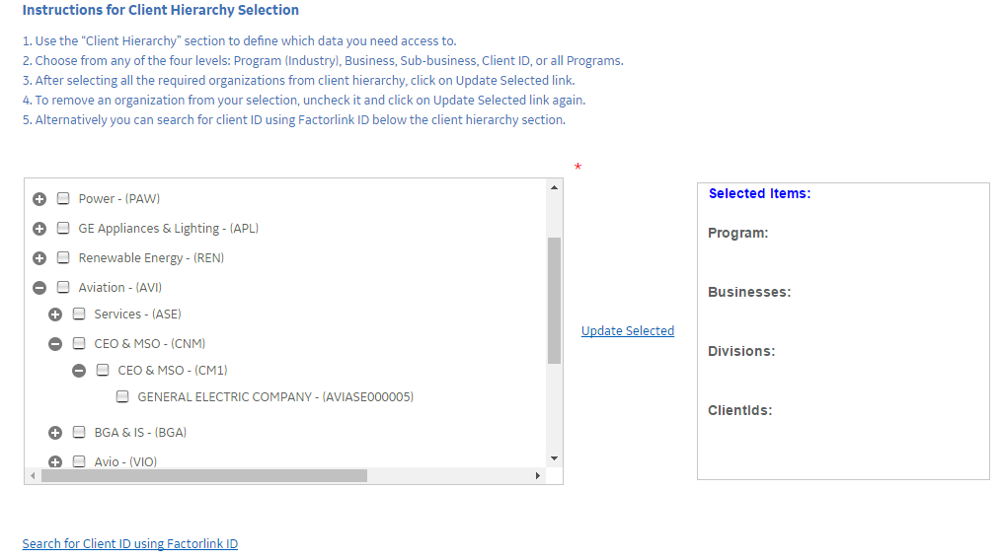 Instructions for Client Hierarchy Selection
1. Use the “Client Hierarchy” section to define which data you need access to.
2. Choose from any of the four levels: Program (Industry), Business, Sub-business, Client ID, or all Programs.
3. After selecting all the required organizations from client hierarchy, click on Update Selected link.
4. To remove an organization from your selection, uncheck it and click on Update Selected link again.
5. Alternatively you can search for client ID using Factorlink ID below the client hierarchy section.
*
Power - (PAW)
GE Appliances & Lighting - (APL)
Renewable Energy - (REN)
Aviation - (AVI)
Services - (ASE)
CEO & MSO - (CNM)
CEO & MSO - (CM1)
GENERAL ELECTRIC COMPANY - (AVIASE000005)
BGA & IS - (BGA)
Avio - (VIO)
Update Selected
Selected Items:
Program:
Businesses:
Divisions:
ClientIds:
Search for Client ID using Factorlink ID